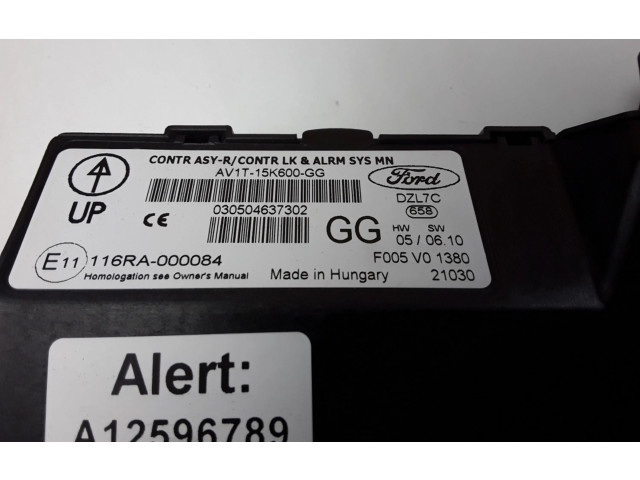 CONTR ASY-R/CONTR LK & ALRM SYS MN
AV1T-15K600-GG
Ford
UP
CE
030504637302
GG
DZL7C
658
HW SW
05 / 06.10
E11 116RA-000084
F005 V0 1380
Homologation see Owner's Manual
Made in Hungary
21030
Alert:
A12596789